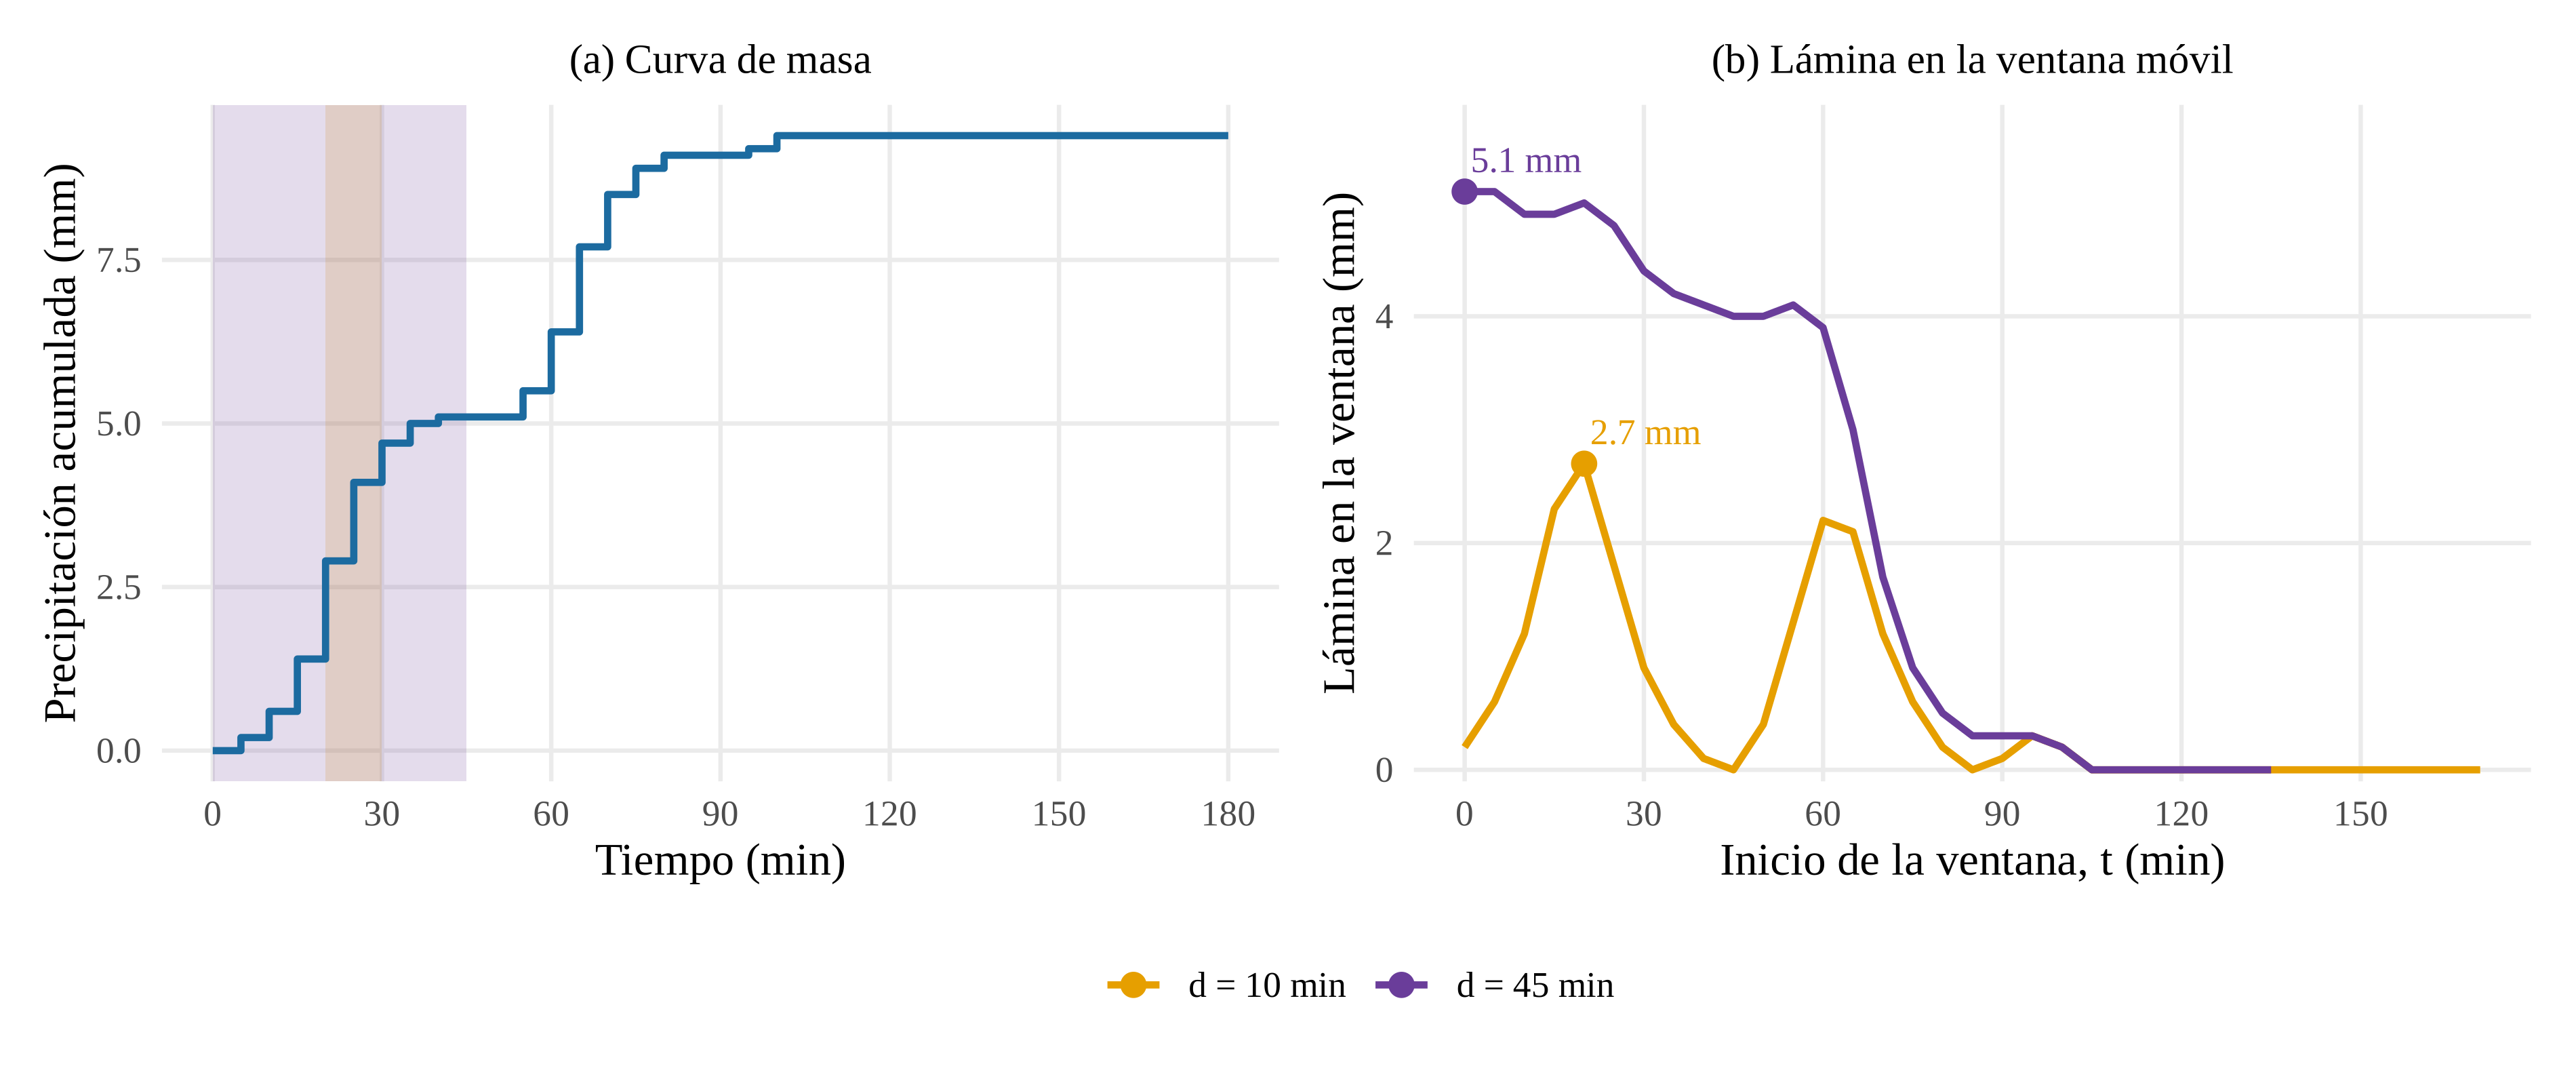 (a) Curva de masa
Precipitación acumulada (mm)
7.5
5.0
2.5
0.0
0 30 60 90 120 150 180
Tiempo (min)
(b) Lámina en la ventana móvil
Lámina en la ventana (mm)
5.1 mm
2.7 mm
4
2
0
0 30 60 90 120 150
Inicio de la ventana, t (min)
d = 10 min d = 45 min